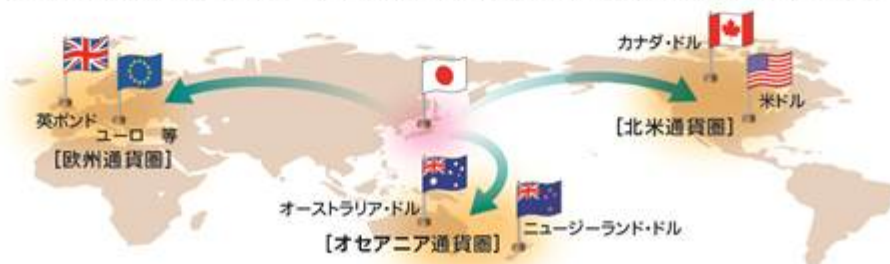 カナダ・ドル
米ドル
[北米通貨圏]
英ポンド
ユーロ 等
[欧州通貨圏]
オーストラリア・ドル
ニュージーランド・ドル
[オセアニア通貨圏]